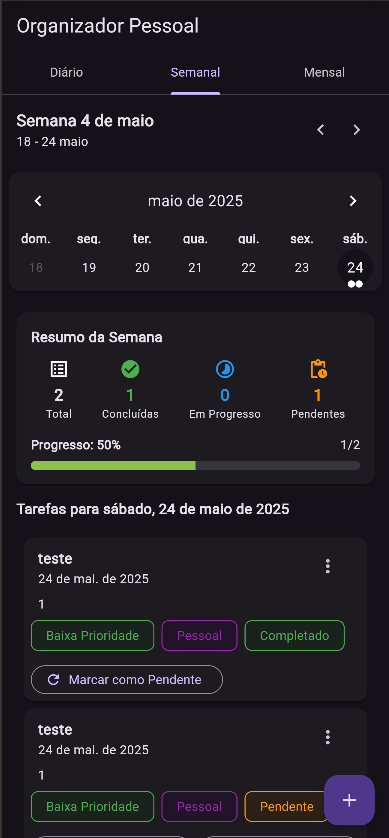 Organizador Pessoal
Diário Semanal Mensal
Semana 4 de maio
18 - 24 maio
maio de 2025
dom. seg. ter. qua. qui. sex. sáb.
18 19 20 21 22 23 24
Resumo da Semana
2 1 0 1
Total Concluídas Em Progresso Pendentes
Progresso: 50% 1/2
Tarefas para sábado, 24 de maio de 2025
teste
24 de mai. de 2025
1
Baixa Prioridade Pessoal Completado
Marcar como Pendente
teste
24 de mai. de 2025
1
Baixa Prioridade Pessoal Pendente